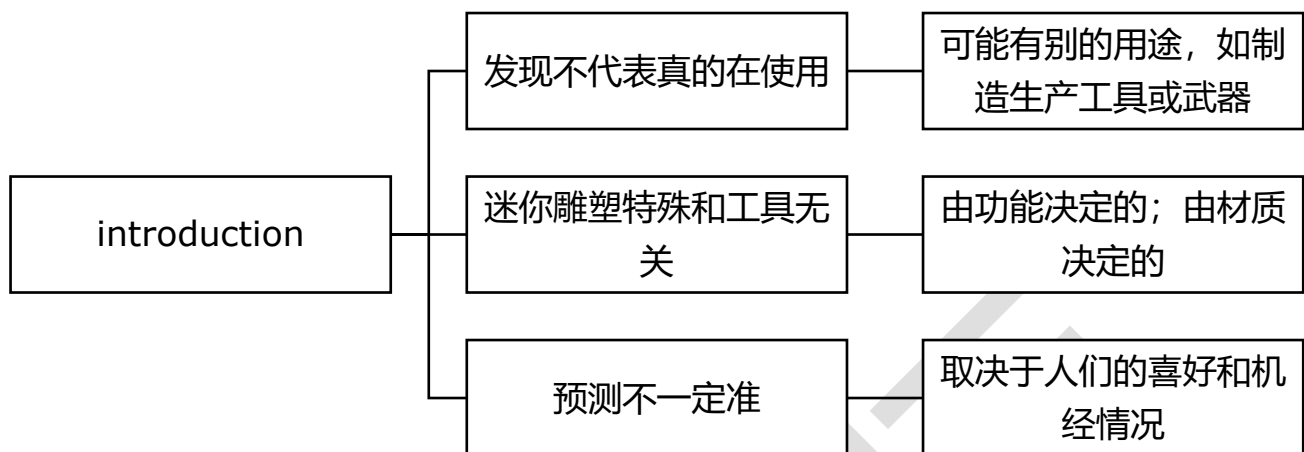 发现不代表真的在使用
可能有别的用途，如制
造生产工具或武器
introduction
迷你雕塑特殊和工具无
关
由功能决定的；由材质
决定的
预测不一定准
取决于人们的喜好和机
经情况